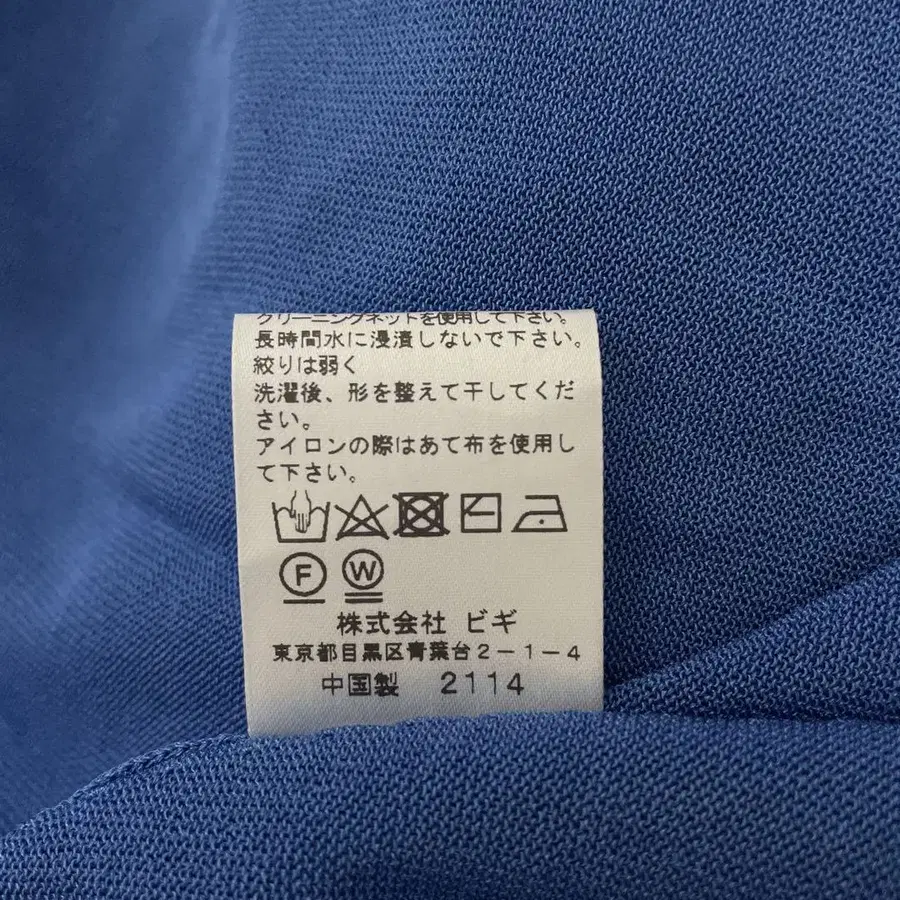 クリーニングネットを使用して下さい。
長時間水に浸漬しないで下さい。
絞りは弱く
洗濯後、形を整えて干してくだ
さい。
アイロンの際はあて布を使用し
て下さい。
F W
株式会社 ビギ
東京都目黒区青葉台2－1－4
中国製 2114